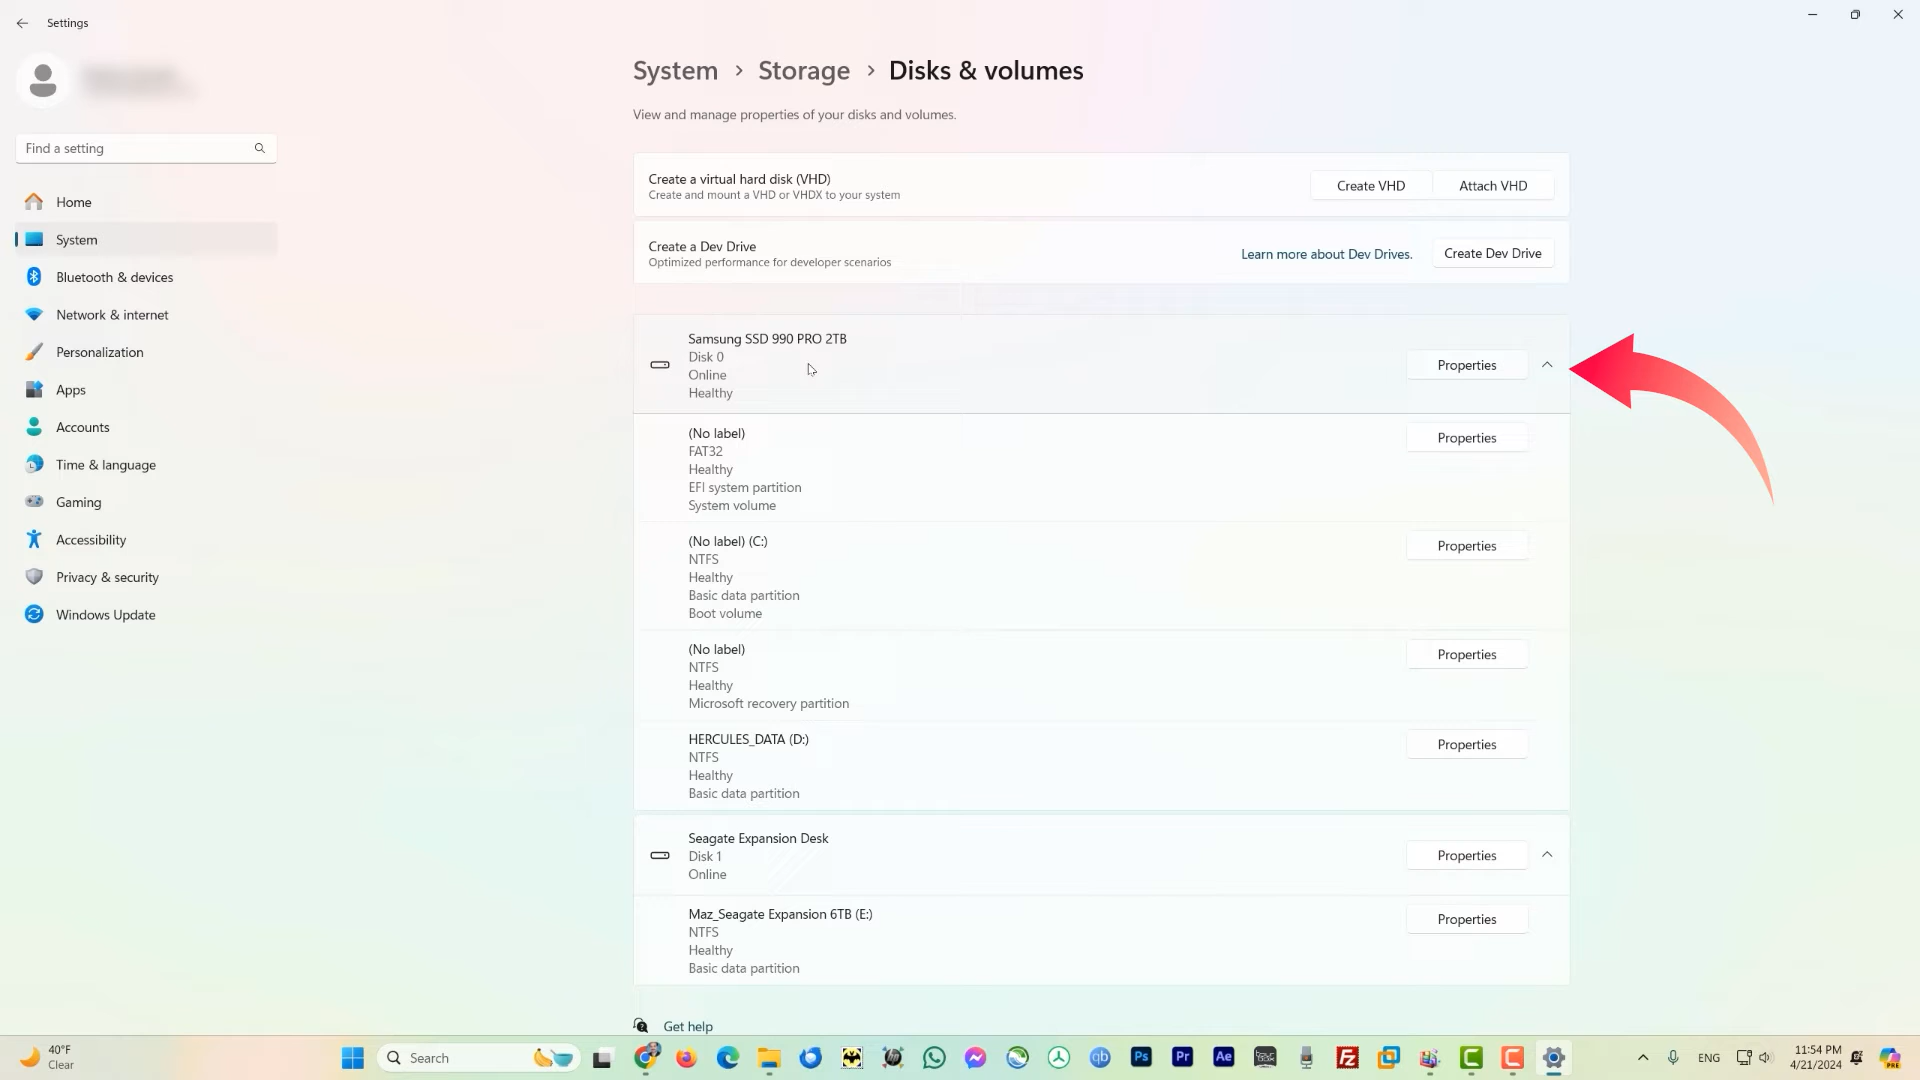 Settings
Find a setting
Home
System
Bluetooth & devices
Network & internet
Personalization
Apps
Accounts
Time & language
Gaming
Accessibility
Privacy & security
Windows Update
System > Storage > Disks & volumes
View and manage properties of your disks and volumes.
Create a virtual hard disk (VHD)
Create and mount a VHD or VHDX to your system
Create VHD
Attach VHD
Create a Dev Drive
Optimized performance for developer scenarios
Learn more about Dev Drives.
Create Dev Drive
Samsung SSD 990 PRO 2TB
Disk 0
Online
Healthy
Properties
(No label)
FAT32
Healthy
EFI system partition
System volume
Properties
(No label) (C:)
NTFS
Healthy
Basic data partition
Boot volume
Properties
(No label)
NTFS
Healthy
Microsoft recovery partition
Properties
HERCULES_DATA (D:)
NTFS
Healthy
Basic data partition
Properties
Seagate Expansion Desk
Disk 1
Online
Properties
Maz_Seagate Expansion 6TB (E:)
NTFS
Healthy
Basic data partition
Properties
Get help
40°F
Clear
Search
qb
Ps
Pr
Ae
FZ
C
C
ENG
11:54 PM
4/21/2024
PRE